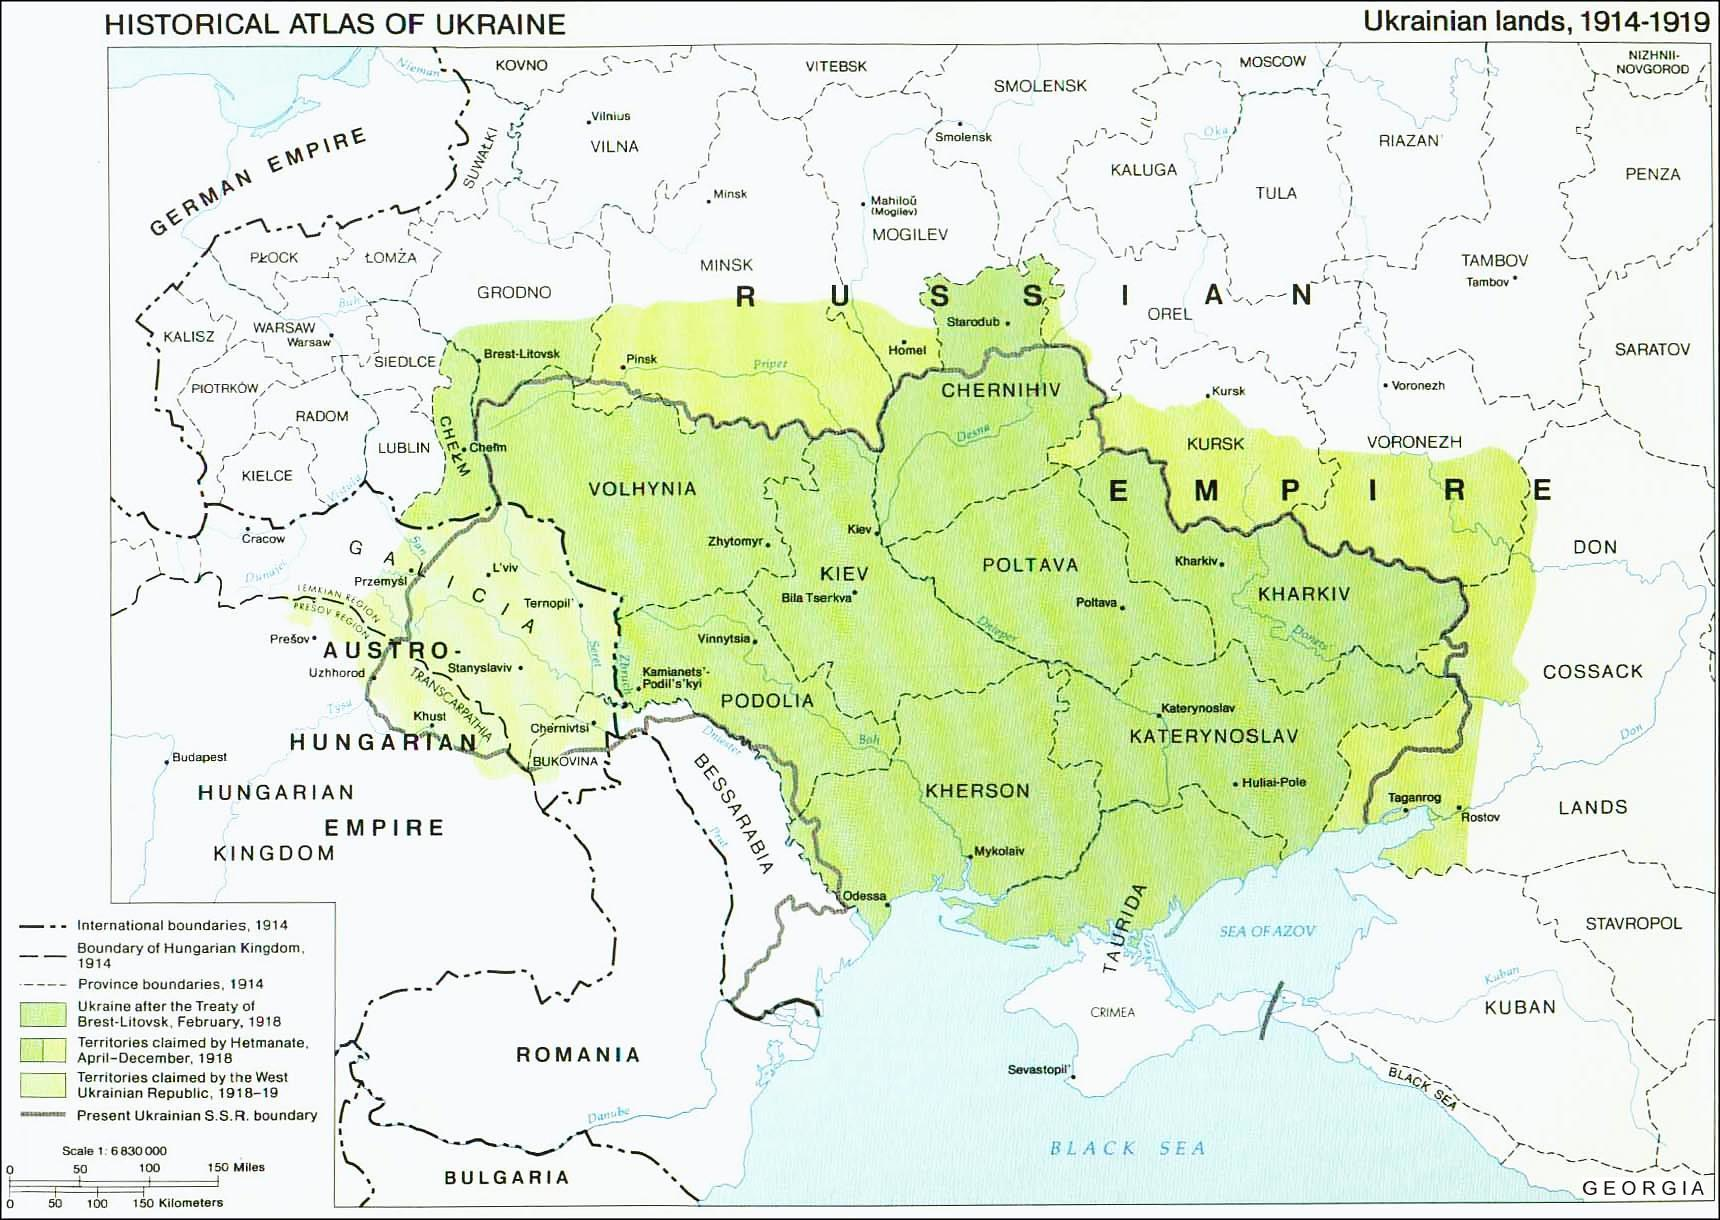 HISTORICAL ATLAS OF UKRAINE
Ukrainian lands, 1914-1919
Nieman
KOVNO
VITEBSK
SMOLENSK
MOSCOW
NIZHNII-
NOVGOROD
GERMAN EMPIRE
SUWAŁKI
Vilnius
VILNA
Smolensk
Oka
KALUGA
TULA
RIAZAN'
PENZA
Minsk
Mahiloŭ
(Mogilev)
MOGILEV
PŁOCK
ŁOMŻA
MINSK
TAMBOV
Tambov
GRODNO
Buh
RUSSIAN
OREL
KALISZ
WARSAW
Warsaw
SIEDLCE
Brest-Litovsk
Pinsk
Pripet
Homel
Starodub
SARATOV
PIOTRKÓW
RADOM
LUBLIN
CHEŁM
Chełm
CHERNIHIV
Desna
Kursk
KURSK
Voronezh
VORONEZH
KIELCE
Vistula
VOLHYNIA
EMPIRE
Cracow
Dunajec
GALICIA
San
Przemyśl
L'viv
Ternopil'
Zhytomyr
Kiev
KIEV
Bila Tserkva
POLTAVA
Poltava
Kharkiv
KHARKIV
Donets
DON
LEMKIAN REGION
PREŠOV REGION
Prešov
AUSTRO-
Uzhhorod
Stanyslaviv
Seret
Zbruch
Vinnytsia
Kamianets'-
Podil's'kyi
PODOLIA
Dnieper
COSSACK
TRANSCARPATHIA
Tysa
Khust
Chernivtsi
HUNGARIAN
BUKOVINA
Dniester
Boh
Katerynoslav
KATERYNOSLAV
Don
Budapest
BESSARABIA
Prut
KHERSON
Huliai-Pole
Taganrog
Rostov
LANDS
HUNGARIAN
EMPIRE
KINGDOM
Mykolaiv
Odessa
TAURIDA
SEA OF AZOV
STAVROPOL
Kuban
KUBAN
CRIMEA
Sevastopil'
ROMANIA
Danube
BLACK SEA
BLACK SEA
BULGARIA
GEORGIA
International boundaries, 1914
Boundary of Hungarian Kingdom,
1914
Province boundaries, 1914
Ukraine after the Treaty of
Brest-Litovsk, February, 1918
Territories claimed by Hetmanate,
April-December, 1918
Territories claimed by the West
Ukrainian Republic, 1918-19
Present Ukrainian S.S.R. boundary
Scale 1: 6 830 000
0 50 100 150 Miles
0 50 100 150 Kilometers